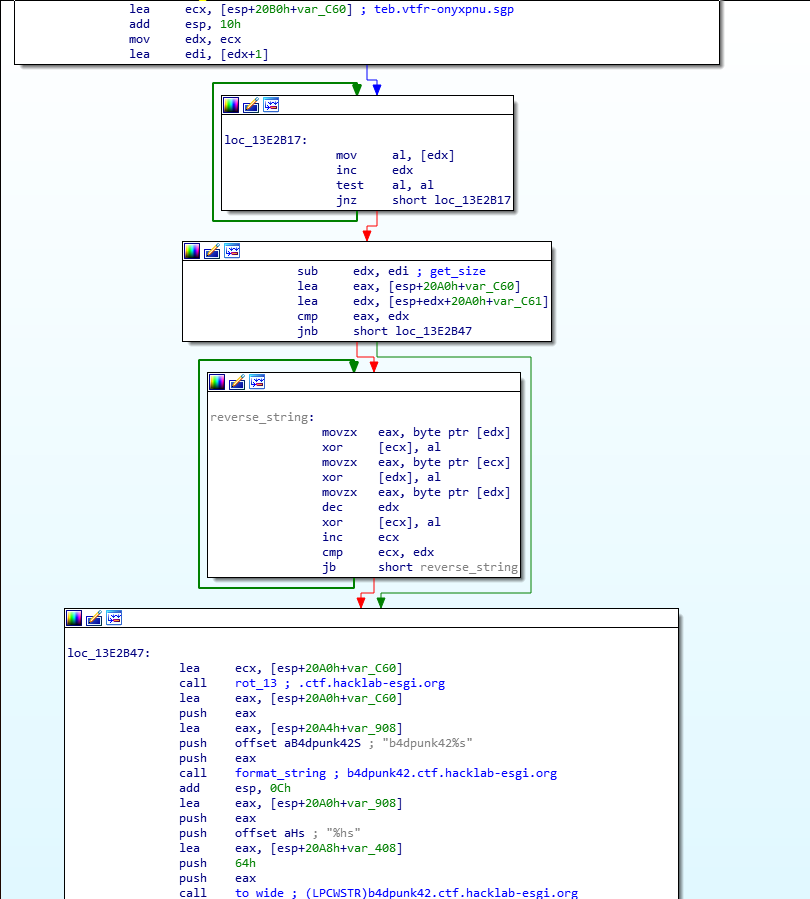 lea ecx, [esp+20B0h+var_C60] ; teb.vtfr-onyxpnu.sgp
add esp, 10h
mov edx, ecx
lea edi, [edx+1]
loc_13E2B17:
mov al, [edx]
inc edx
test al, al
jnz short loc_13E2B17
sub edx, edi ; get_size
lea eax, [esp+20A0h+var_C60]
lea edx, [esp+edx+20A0h+var_C61]
cmp eax, edx
jnb short loc_13E2B47
reverse_string:
movzx eax, byte ptr [edx]
xor [ecx], al
movzx eax, byte ptr [ecx]
xor [edx], al
movzx eax, byte ptr [edx]
dec edx
xor [ecx], al
inc ecx
cmp ecx, edx
jb short reverse_string
loc_13E2B47:
lea ecx, [esp+20A0h+var_C60]
call rot_13 ; .ctf.hacklab-esgi.org
lea eax, [esp+20A0h+var_C60]
push eax
lea eax, [esp+20A4h+var_908]
push offset aB4dpunk42S ; "b4dpunk42%s"
push eax
call format_string ; b4dpunk42.ctf.hacklab-esgi.org
add esp, 0Ch
lea eax, [esp+20A0h+var_908]
push eax
push offset aHs ; "%hs"
lea eax, [esp+20A8h+var_408]
push 64h
push eax
call to_wide ; (LPCWSTR)b4dpunk42.ctf.hacklab-esgi.org